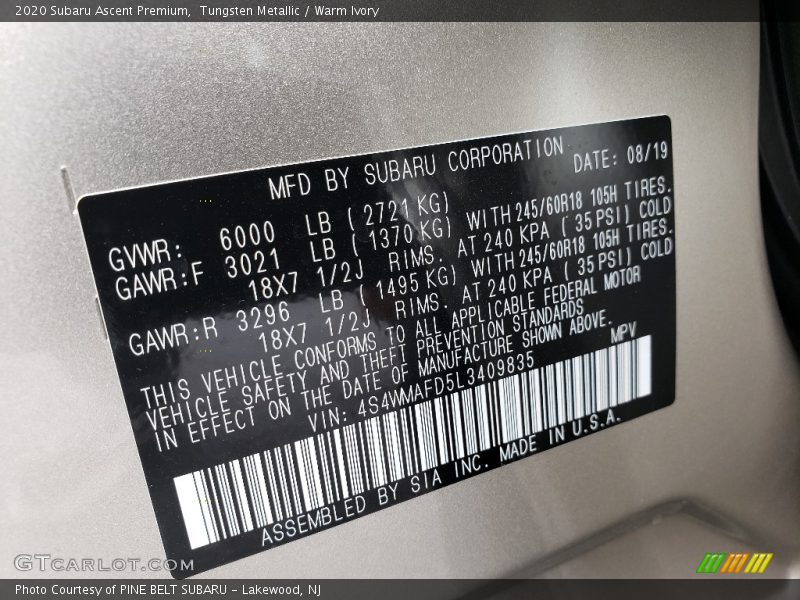 2020 Subaru Ascent Premium, Tungsten Metallic / Warm Ivory
MFD BY SUBARU CORPORATION DATE: 08/19
GVWR: 6000 LB ( 2721 KG)
GAWR:F 3021 LB ( 1370 KG) WITH 245/60R18 105H TIRES.
18X7 1/2J RIMS. AT 240 KPA ( 35 PSI) COLD
GAWR:R 3296 LB ( 1495 KG) WITH 245/60R18 105H TIRES.
18X7 1/2J RIMS. AT 240 KPA ( 35 PSI) COLD
THIS VEHICLE CONFORMS TO ALL APPLICABLE FEDERAL MOTOR
VEHICLE SAFETY AND THEFT PREVENTION STANDARDS
IN EFFECT ON THE DATE OF MANUFACTURE SHOWN ABOVE.
VIN: 4S4WMAFD5L3409835 MPV
ASSEMBLED BY SIA INC. MADE IN U.S.A.
GTCarLot.com
Photo Courtesy of PINE BELT SUBARU - Lakewood, NJ